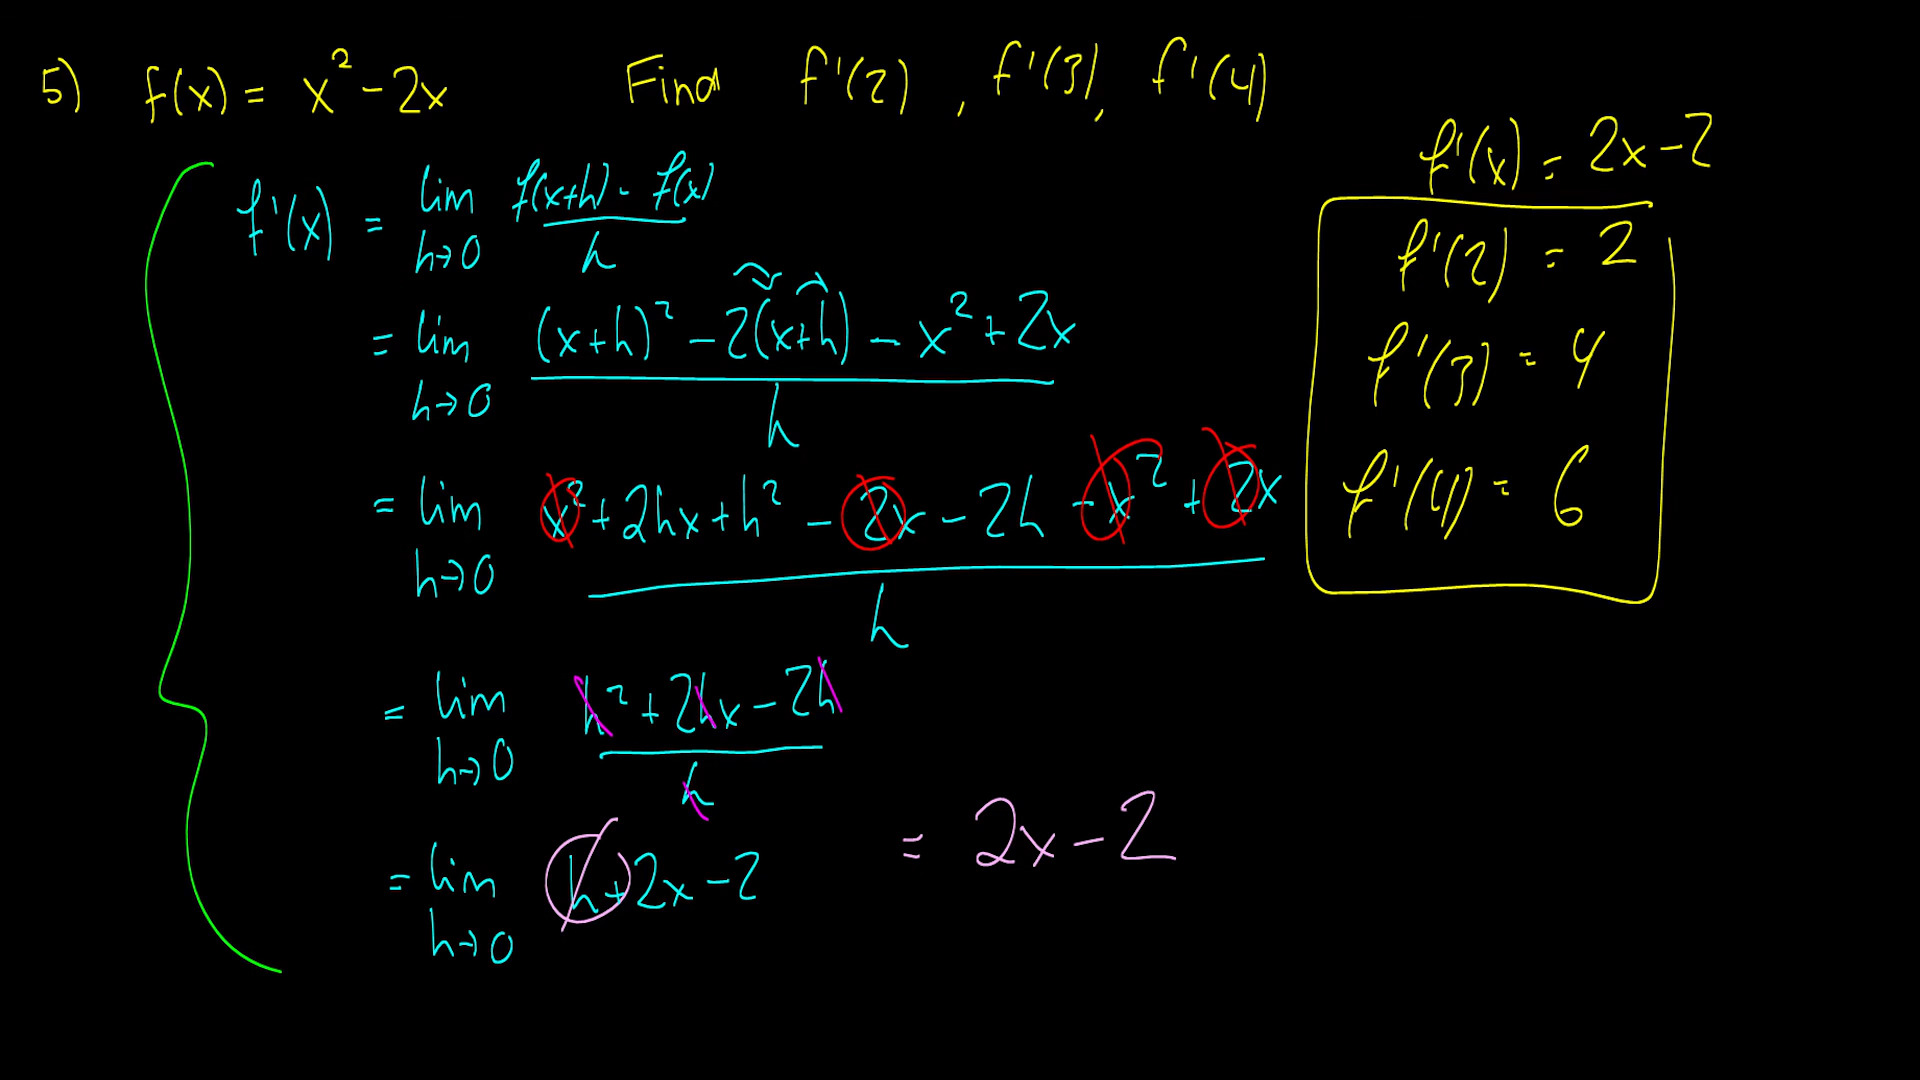 5) f(x) = x² - 2x Find f'(2), f'(3), f'(4)
f'(x) = lim h→0 f(x+h) - f(x) / h
= lim h→0 (x+h)² - 2(x+h) - x² + 2x / h
= lim h→0 x² + 2hx + h² - 2x - 2h - x² + 2x / h
= lim h→0 h² + 2hx - 2h / h
= lim h→0 h + 2x - 2 = 2x - 2
f'(x) = 2x - 2
f'(2) = 2
f'(3) = 4
f'(4) = 6